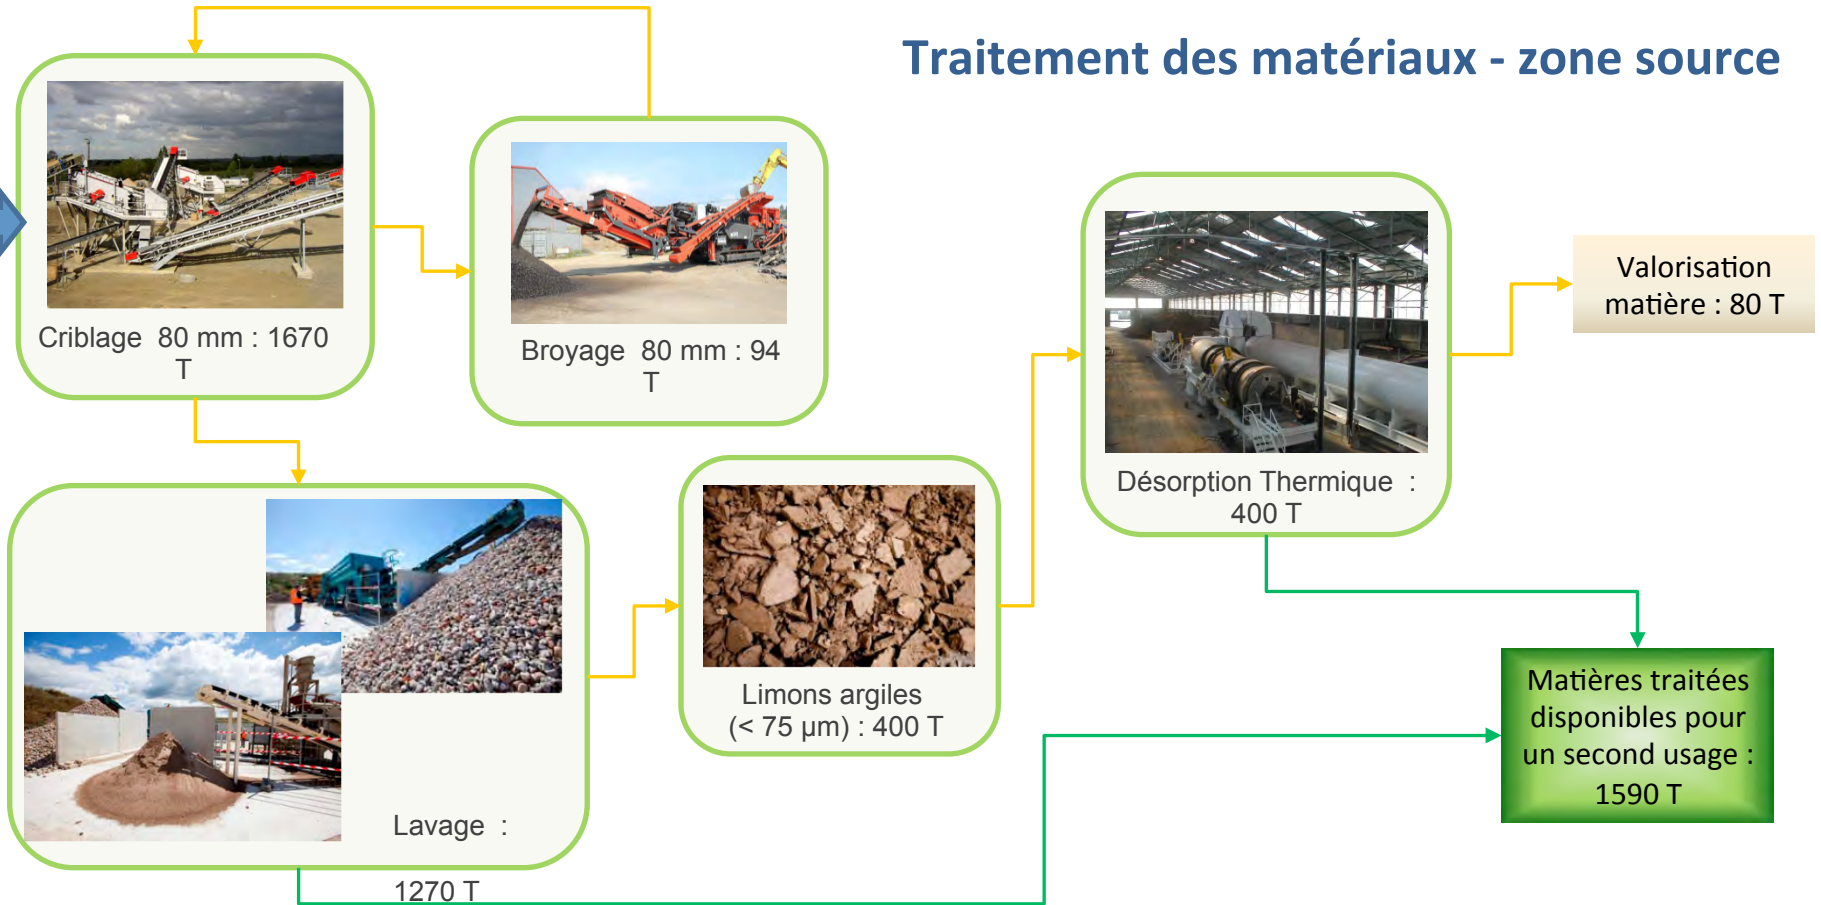 Traitement des matériaux - zone source
Criblage 80 mm : 1670
T
Broyage 80 mm : 94
T
Désorption Thermique :
400 T
Valorisation
matière : 80 T
Limons argiles
(< 75 µm) : 400 T
Lavage :
1270 T
Matières traitées
disponibles pour
un second usage :
1590 T